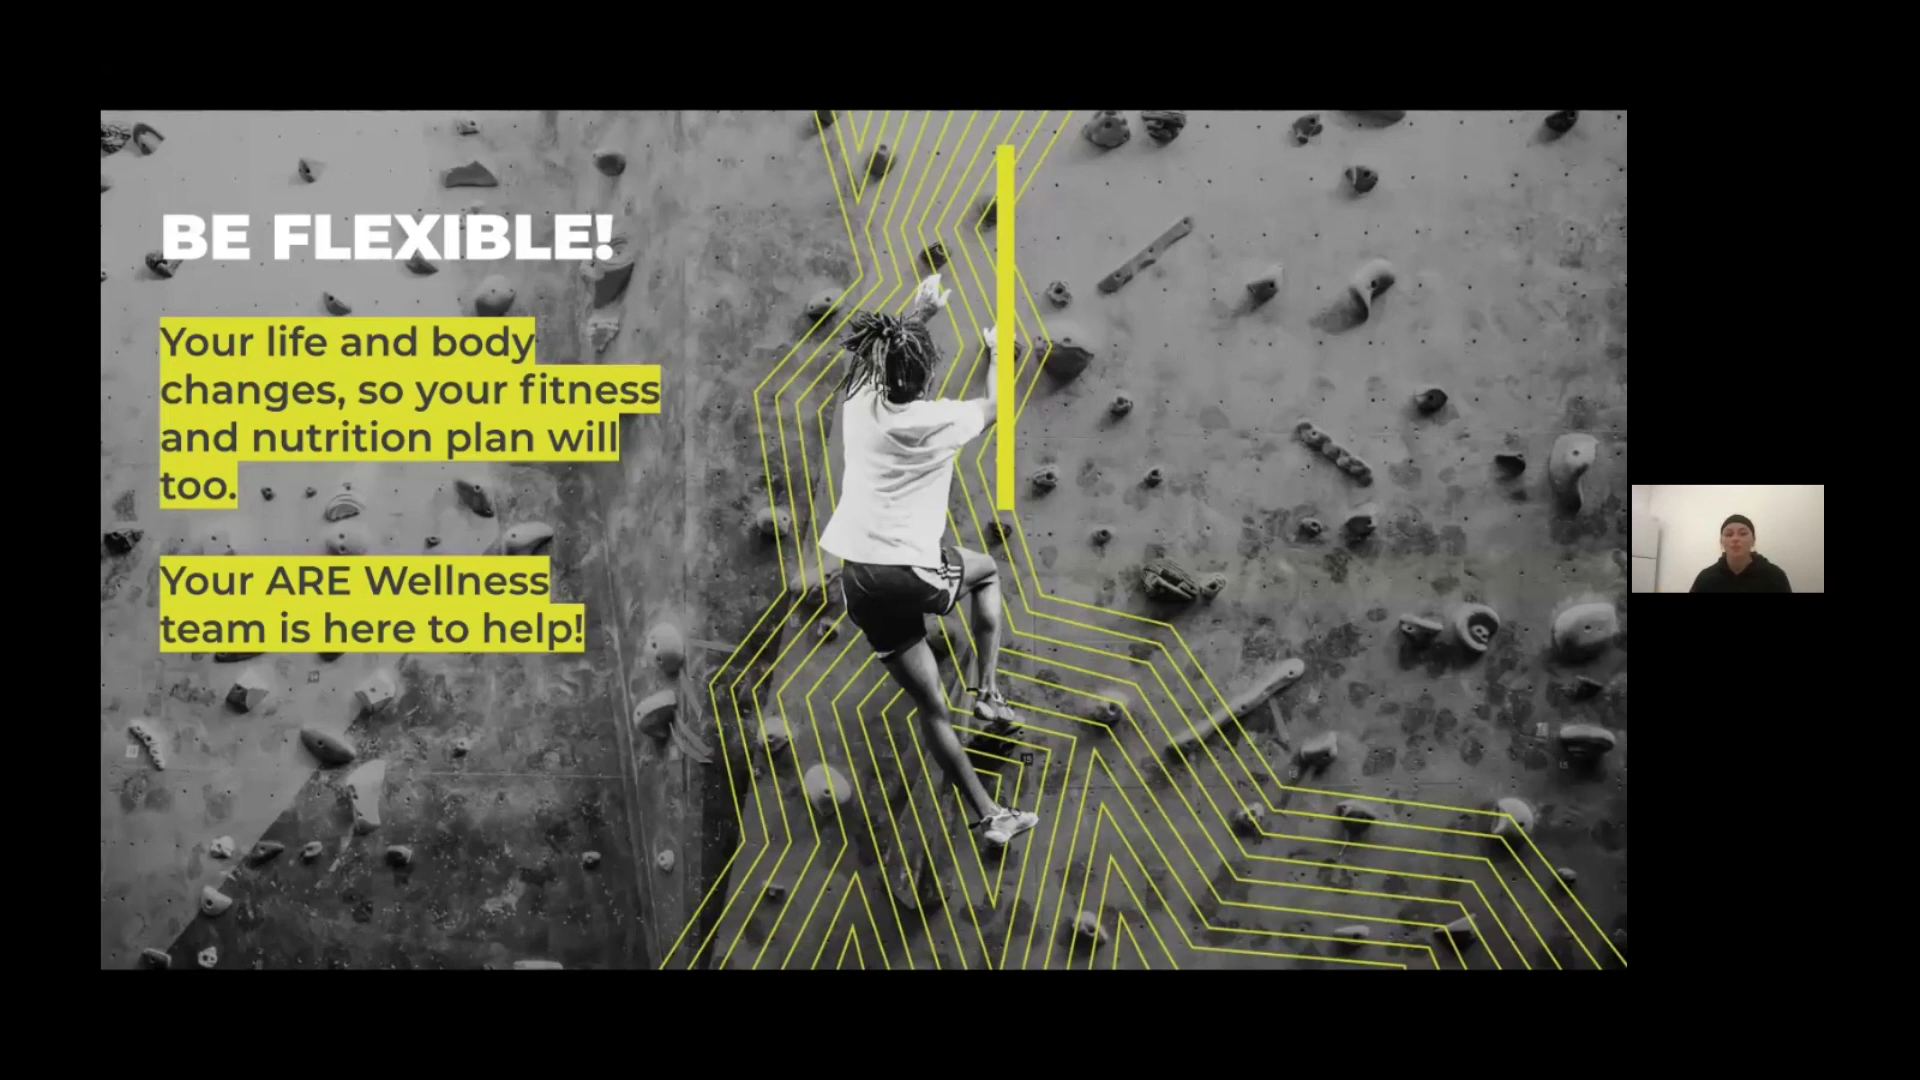 BE FLEXIBLE!
Your life and body
changes, so your fitness
and nutrition plan will
too.
Your ARE Wellness
team is here to help!